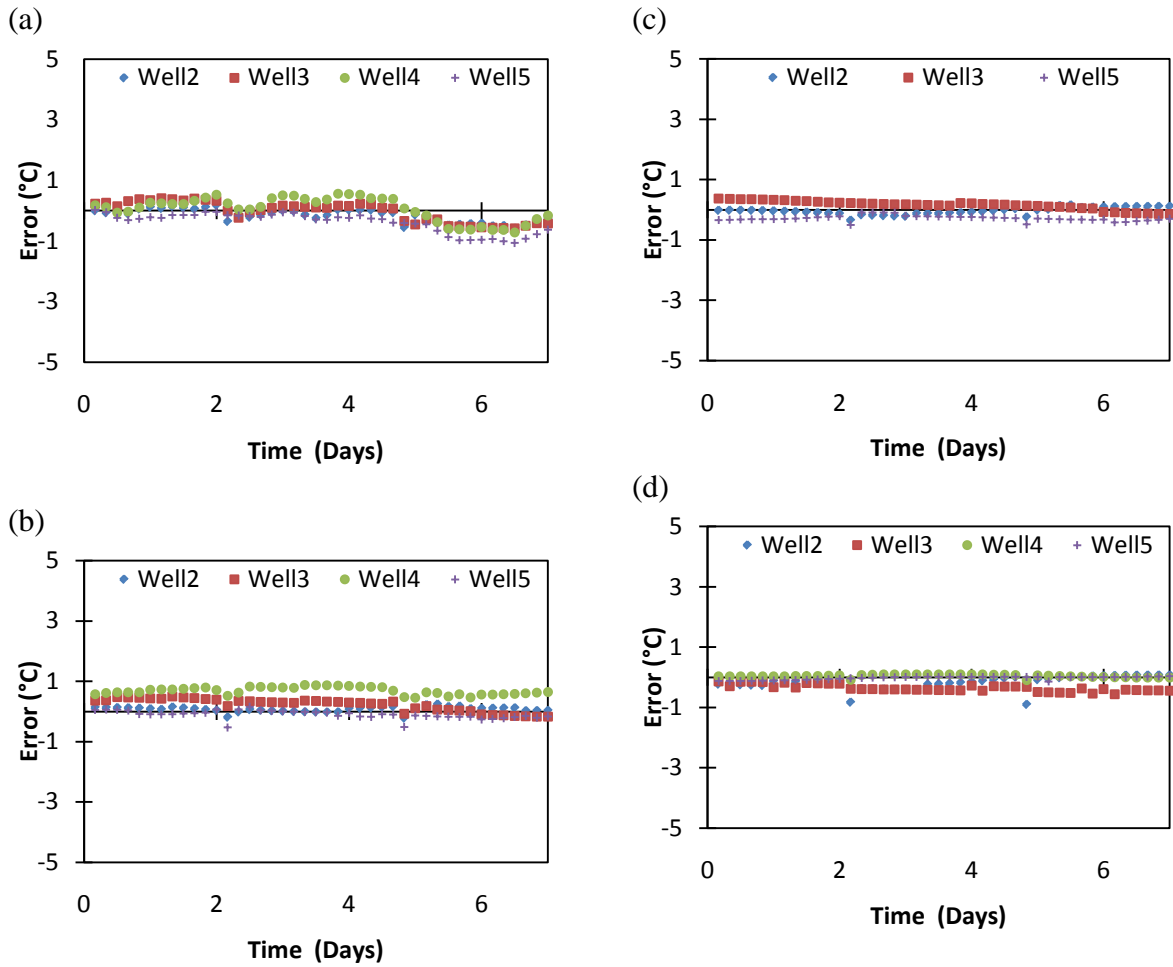 (a)
Well2 Well3 Well4 Well5
5
3
1
-1
-3
-5
Error (°C)
0 2 4 6
Time (Days)
(b)
Well2 Well3 Well4 Well5
5
3
1
-1
-3
-5
Error (°C)
0 2 4 6
Time (Days)
(c)
Well2 Well3 Well5
5
3
1
-1
-3
-5
Error (°C)
0 2 4 6
Time (Days)
(d)
Well2 Well3 Well4 Well5
5
3
1
-1
-3
-5
Error (°C)
0 2 4 6
Time (Days)